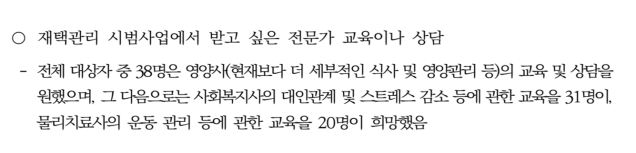 ○ 재택관리 시범사업에서 받고 싶은 전문가 교육이나 상담
- 전체 대상자 중 38명은 영양사(현재보다 더 세부적인 식사 및 영양관리 등)의 교육 및 상담을
원했으며, 그 다음으로는 사회복지사의 대인관계 및 스트레스 감소 등에 관한 교육을 31명이,
물리치료사의 운동 관리 등에 관한 교육을 20명이 희망했음